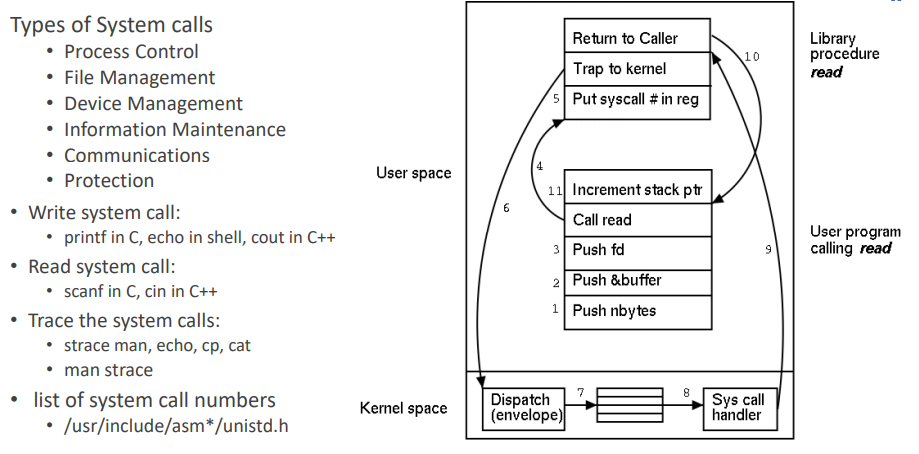 Types of System calls
• Process Control
• File Management
• Device Management
• Information Maintenance
• Communications
• Protection
• Write system call:
• printf in C, echo in shell, cout in C++
• Read system call:
• scanf in C, cin in C++
• Trace the system calls:
• strace man, echo, cp, cat
• man strace
• list of system call numbers
• /usr/include/asm*/unistd.h
User space
Kernel space
Return to Caller
Trap to kernel
5 Put syscall # in reg
10
4
6
9
11 Increment stack ptr
Call read
3 Push fd
2 Push &buffer
1 Push nbytes
Dispatch
(envelope)
7
8
Sys call
handler
Library
procedure
read
User program
calling read